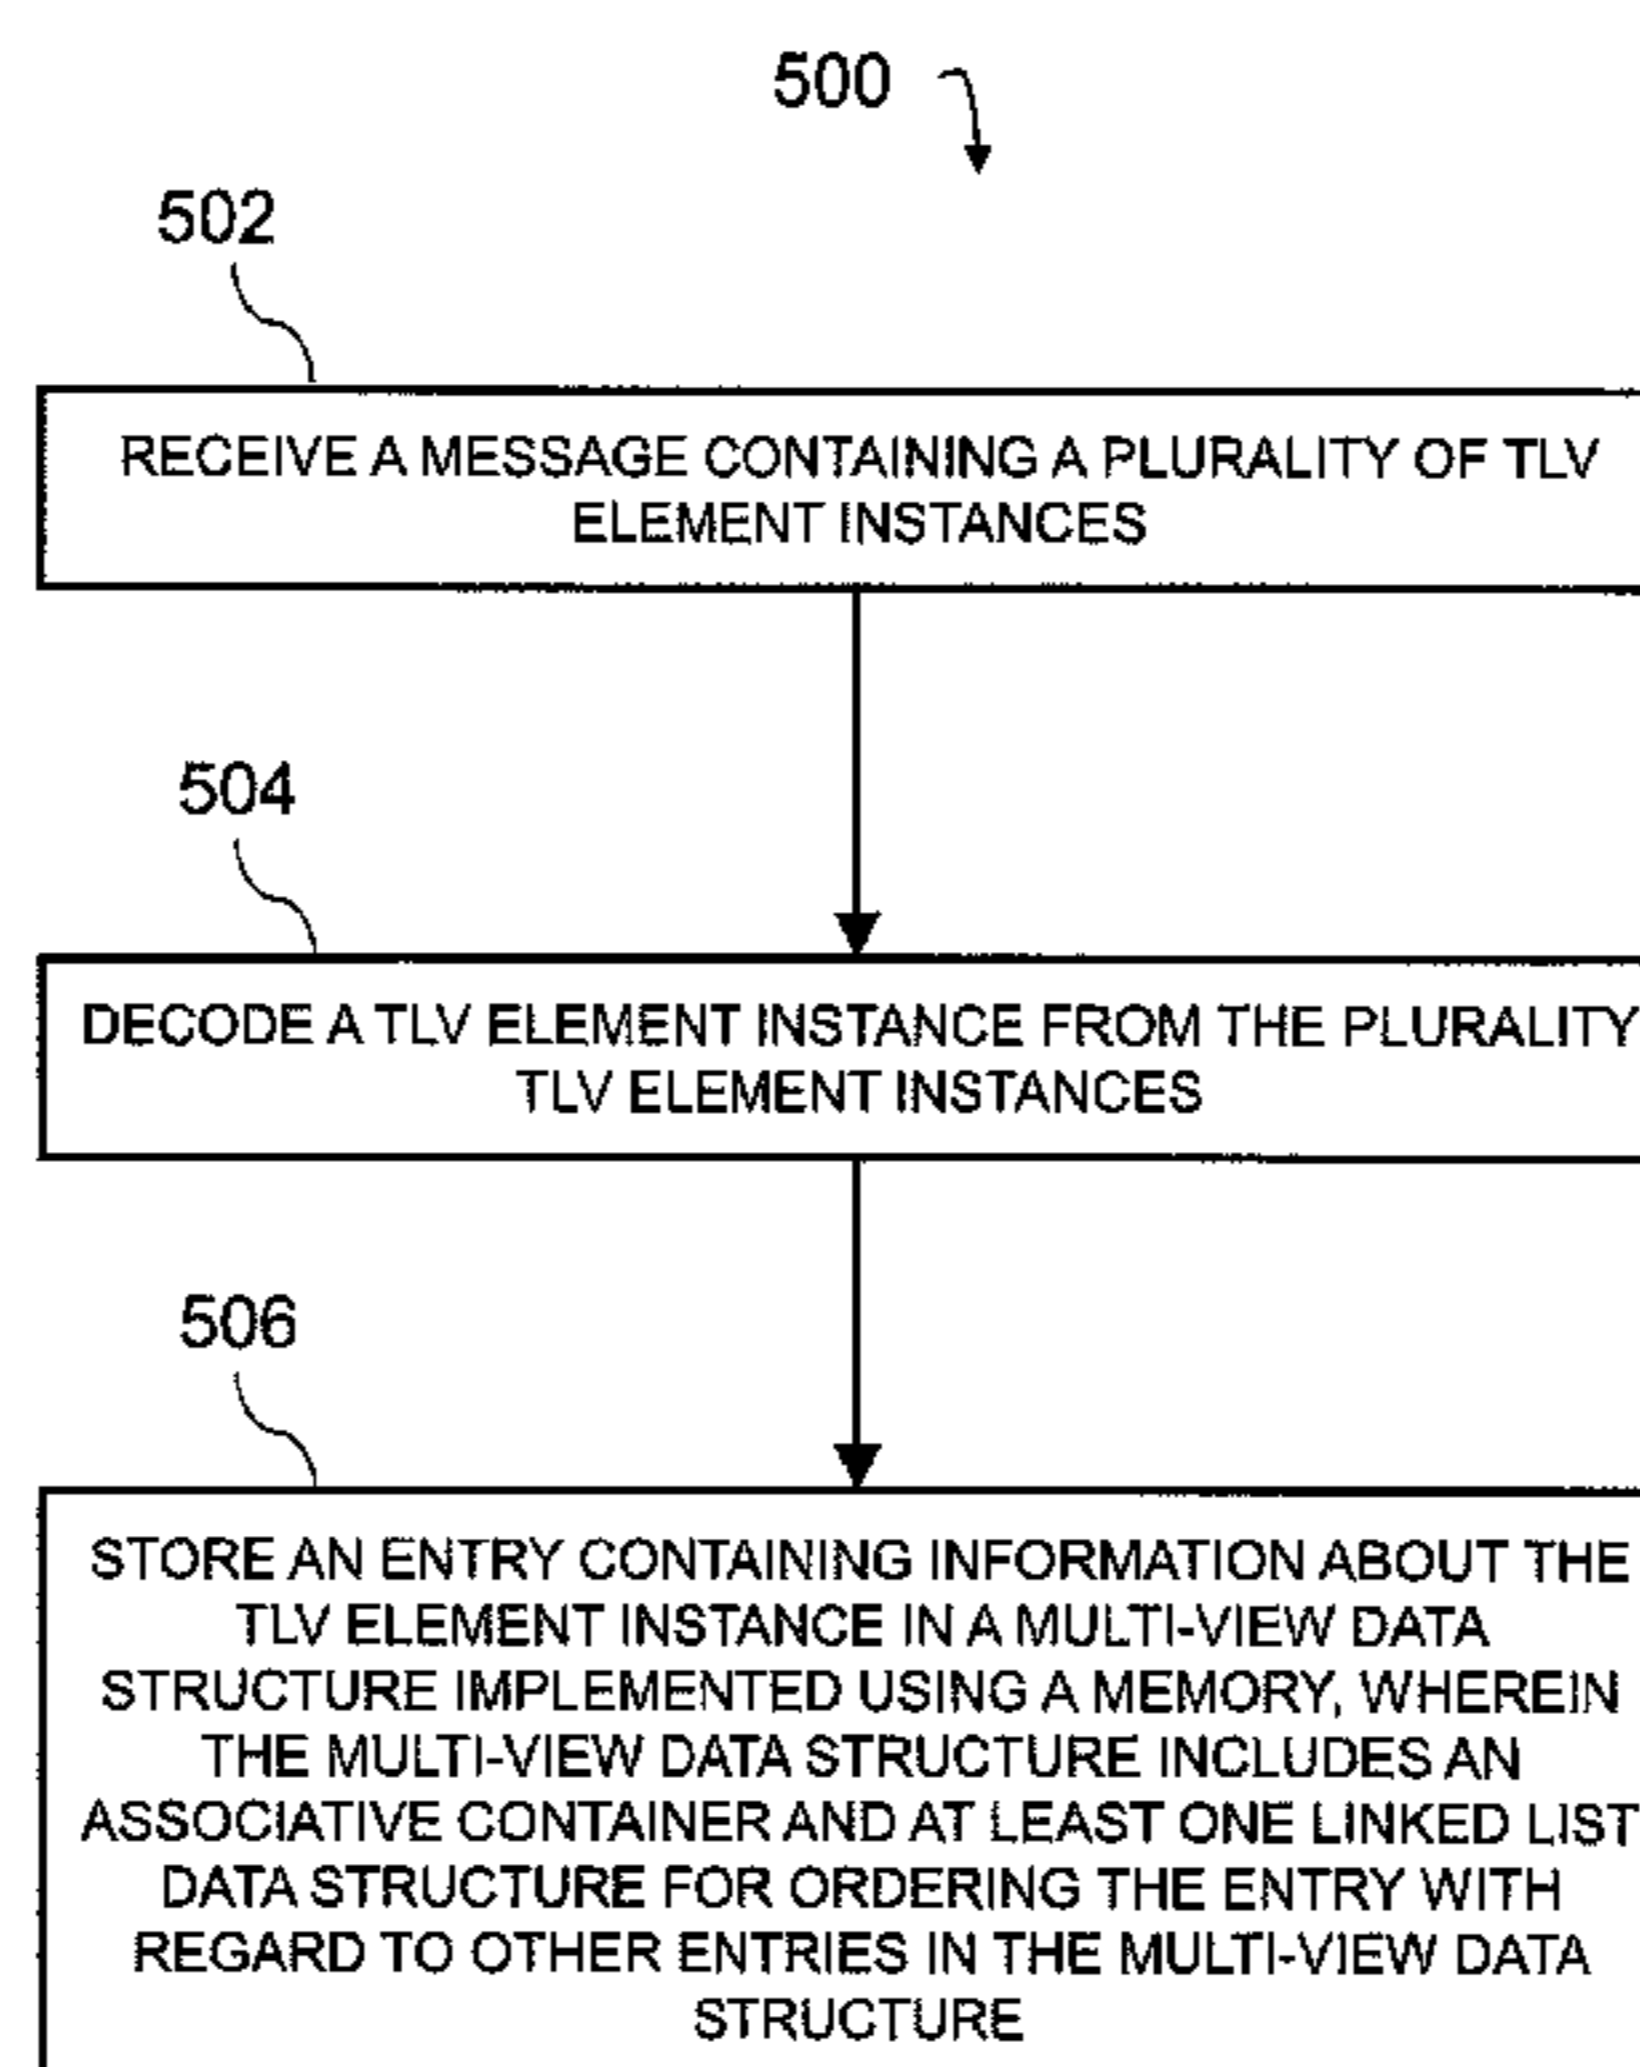 500
502
RECEIVE A MESSAGE CONTAINING A PLURALITY OF TLV
ELEMENT INSTANCES
504
DECODE A TLV ELEMENT INSTANCE FROM THE PLURALITY
TLV ELEMENT INSTANCES
506
STORE AN ENTRY CONTAINING INFORMATION ABOUT THE
TLV ELEMENT INSTANCE IN A MULTI-VIEW DATA
STRUCTURE IMPLEMENTED USING A MEMORY, WHEREIN
THE MULTI-VIEW DATA STRUCTURE INCLUDES AN
ASSOCIATIVE CONTAINER AND AT LEAST ONE LINKED LIST
DATA STRUCTURE FOR ORDERING THE ENTRY WITH
REGARD TO OTHER ENTRIES IN THE MULTI-VIEW DATA
STRUCTURE